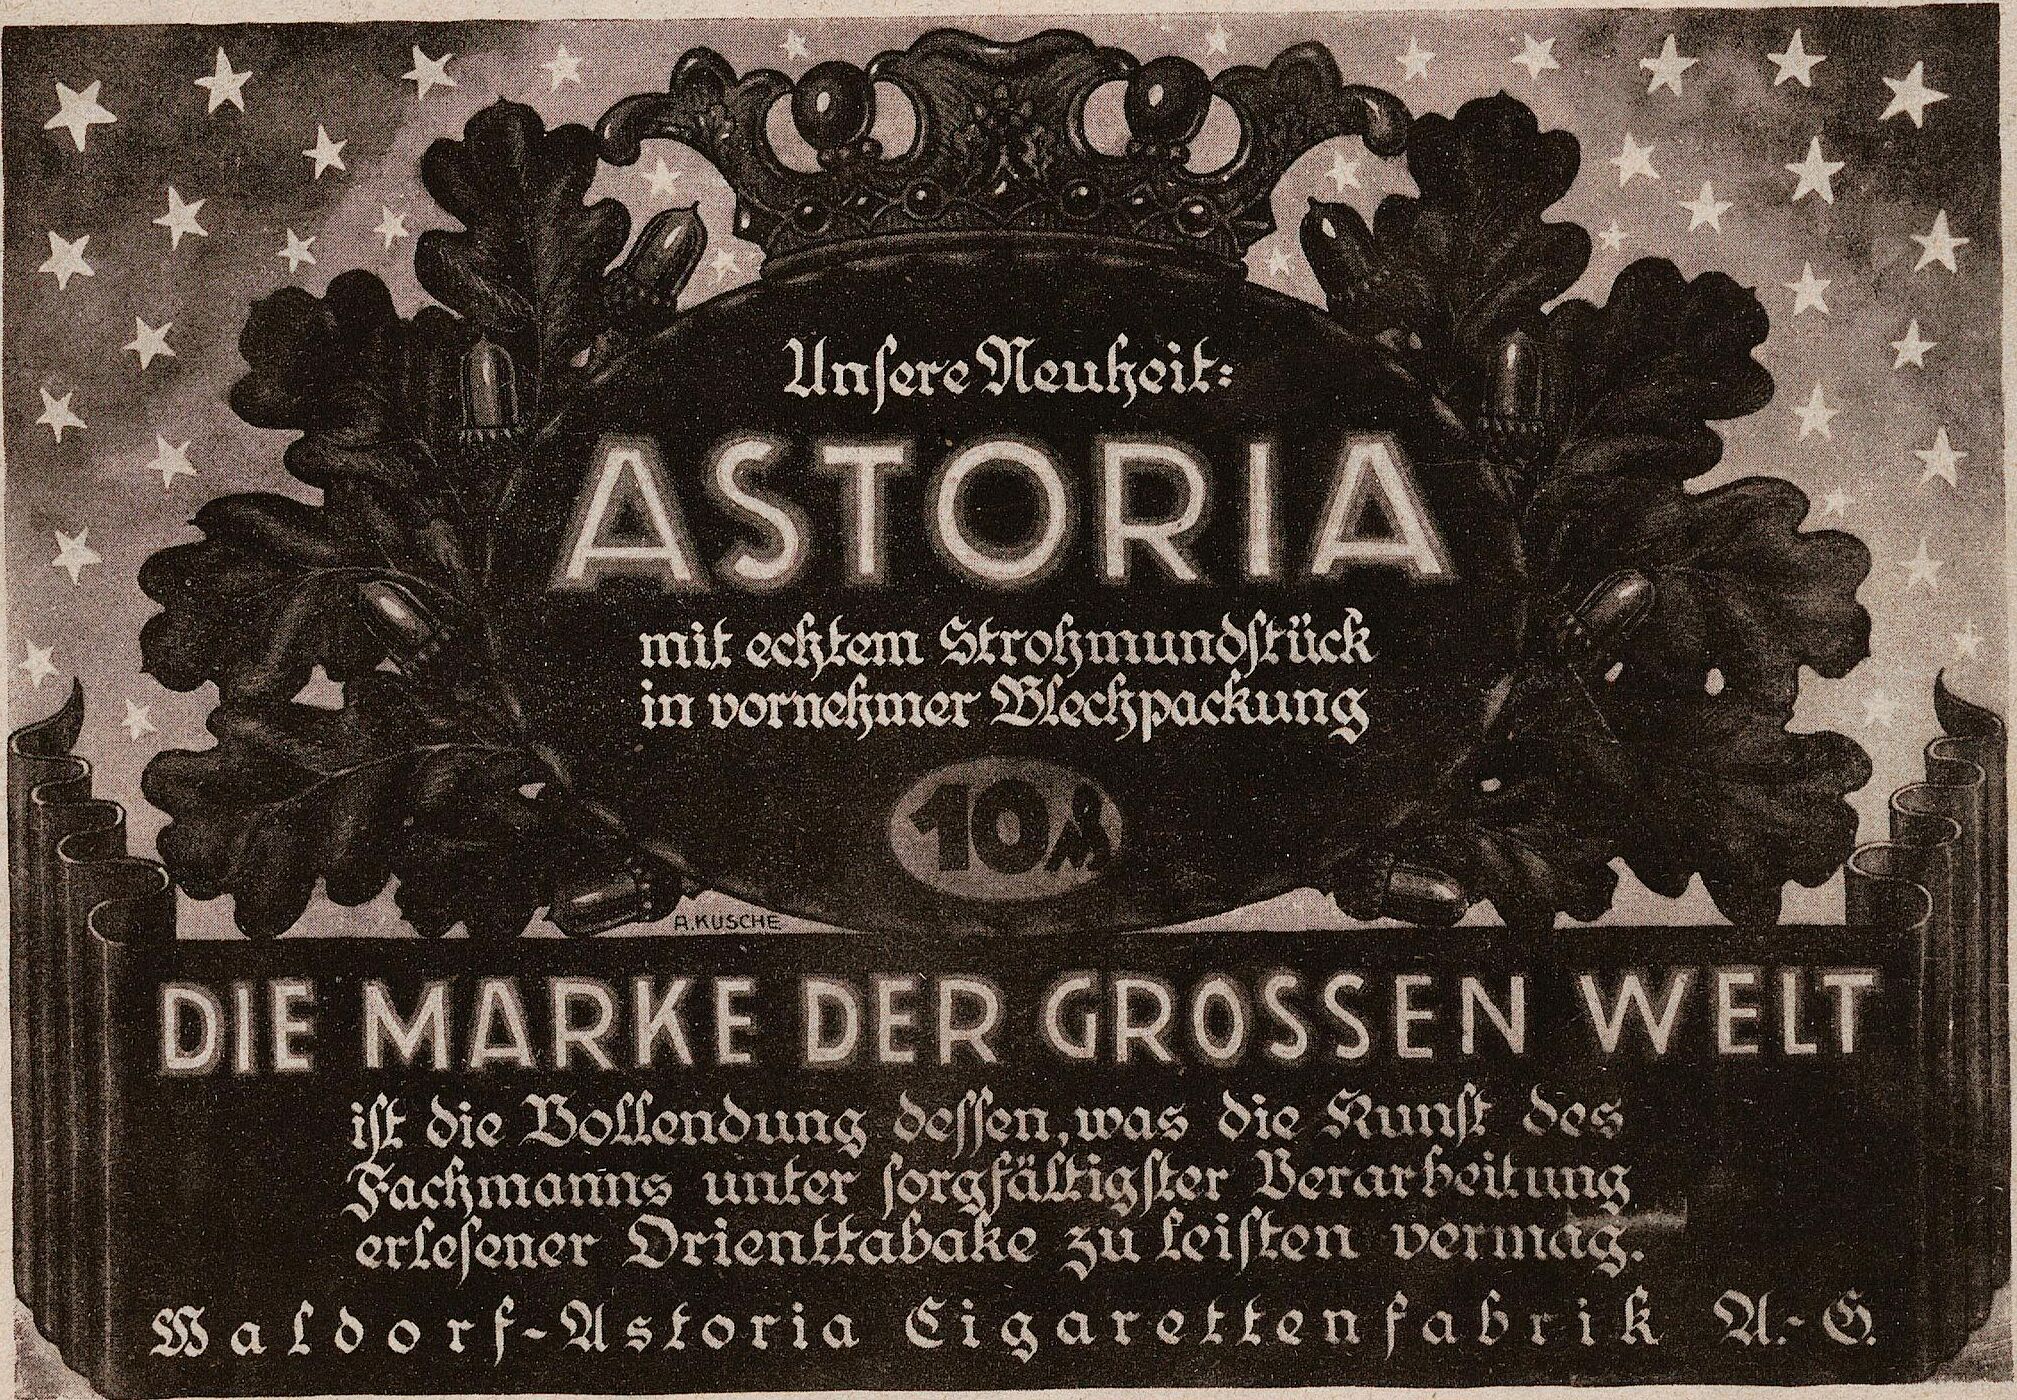 Unsere Neuheit:
ASTORIA
mit echtem Strohmundstück
in vornehmer Blechpackung
10 ₰
A. KUSCHE
DIE MARKE DER GROSSEN WELT
ist die Vollendung dessen, was die Kunst des
Fachmanns unter sorgfältigster Verarbeitung
erlesener Orienttabake zu leisten vermag.
Waldorf-Astoria Cigarettenfabrik A.-G.